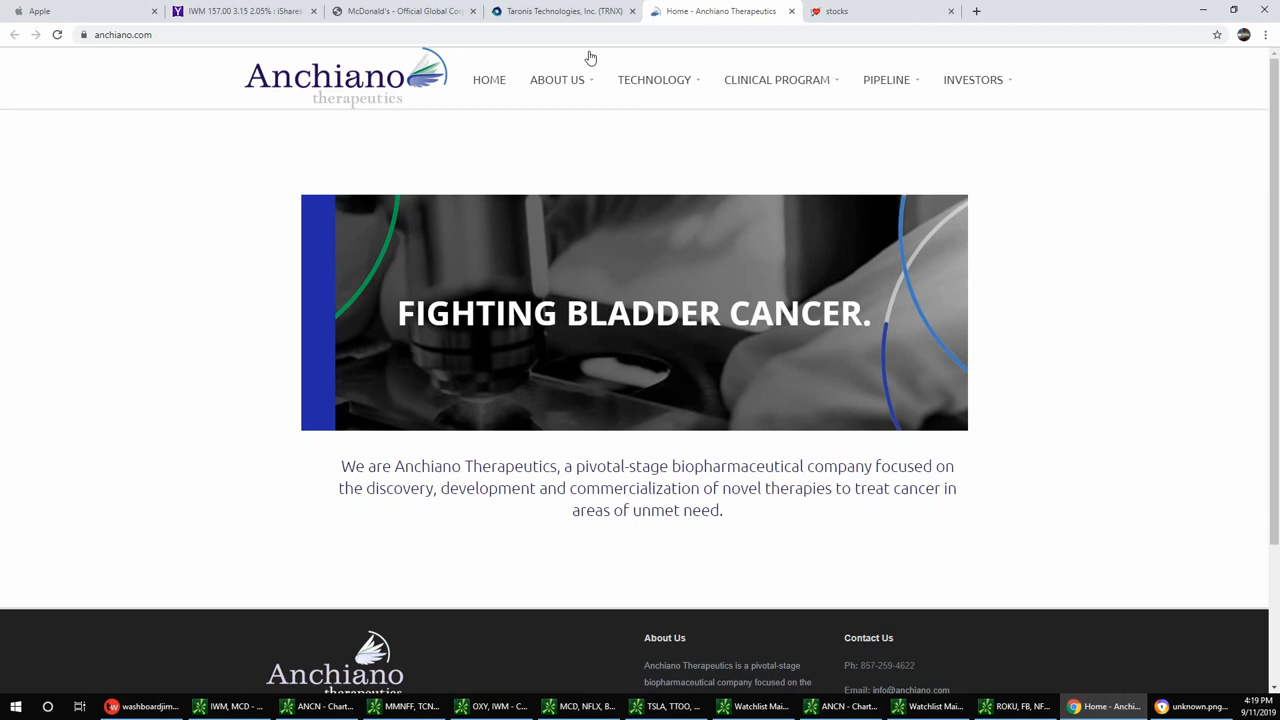 Apple
IWM 157.00 3.15 2.05% : iShares
McDonald's - Official Global Corp
Taronis Technologies, Inc. (TRNX)
Home - Anchiano Therapeutics
stocks
anchiano.com
Anchiano
therapeutics
HOME
ABOUT US
TECHNOLOGY
CLINICAL PROGRAM
PIPELINE
INVESTORS
FIGHTING BLADDER CANCER.
We are Anchiano Therapeutics, a pivotal-stage biopharmaceutical company focused on
the discovery, development and commercialization of novel therapies to treat cancer in
areas of unmet need.
Anchiano
therapeutics
About Us
Anchiano Therapeutics is a pivotal-stage
biopharmaceutical company focused on the
Contact Us
Ph: 857-259-4622
Email: info@anchiano.com
washboardjim...
IWM, MCD - ...
ANCN - Chart...
MMNFF, TCN...
OXY, IWM - C...
MCD, NFLX, B...
TSLA, TTOO, ...
Watchlist Mai...
ANCN - Chart...
Watchlist Mai...
ROKU, FB, NF...
Home - Anchi...
unknown.png...
4:19 PM
9/11/2019